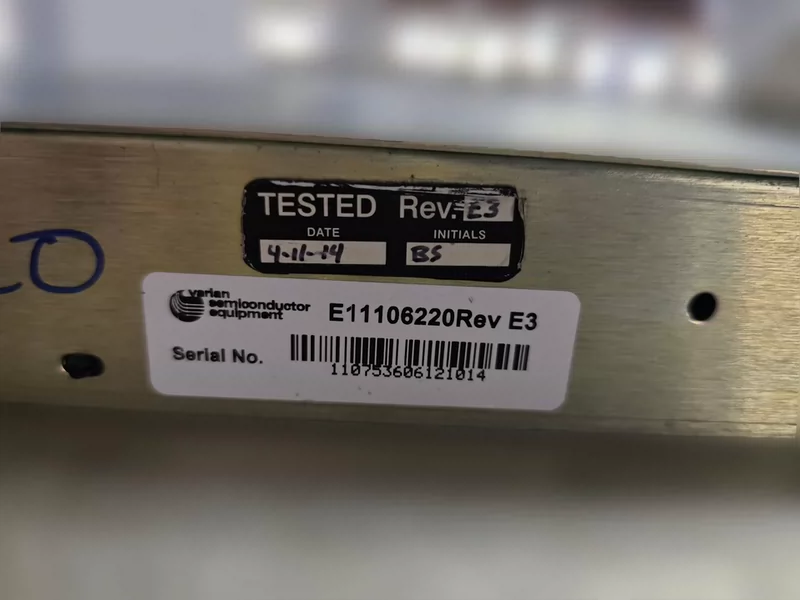 TESTED Rev. E3
DATE INITIALS
4-11-14 BS
varian
semiconductor
equipment
E11106220Rev E3
Serial No.
110753606121014